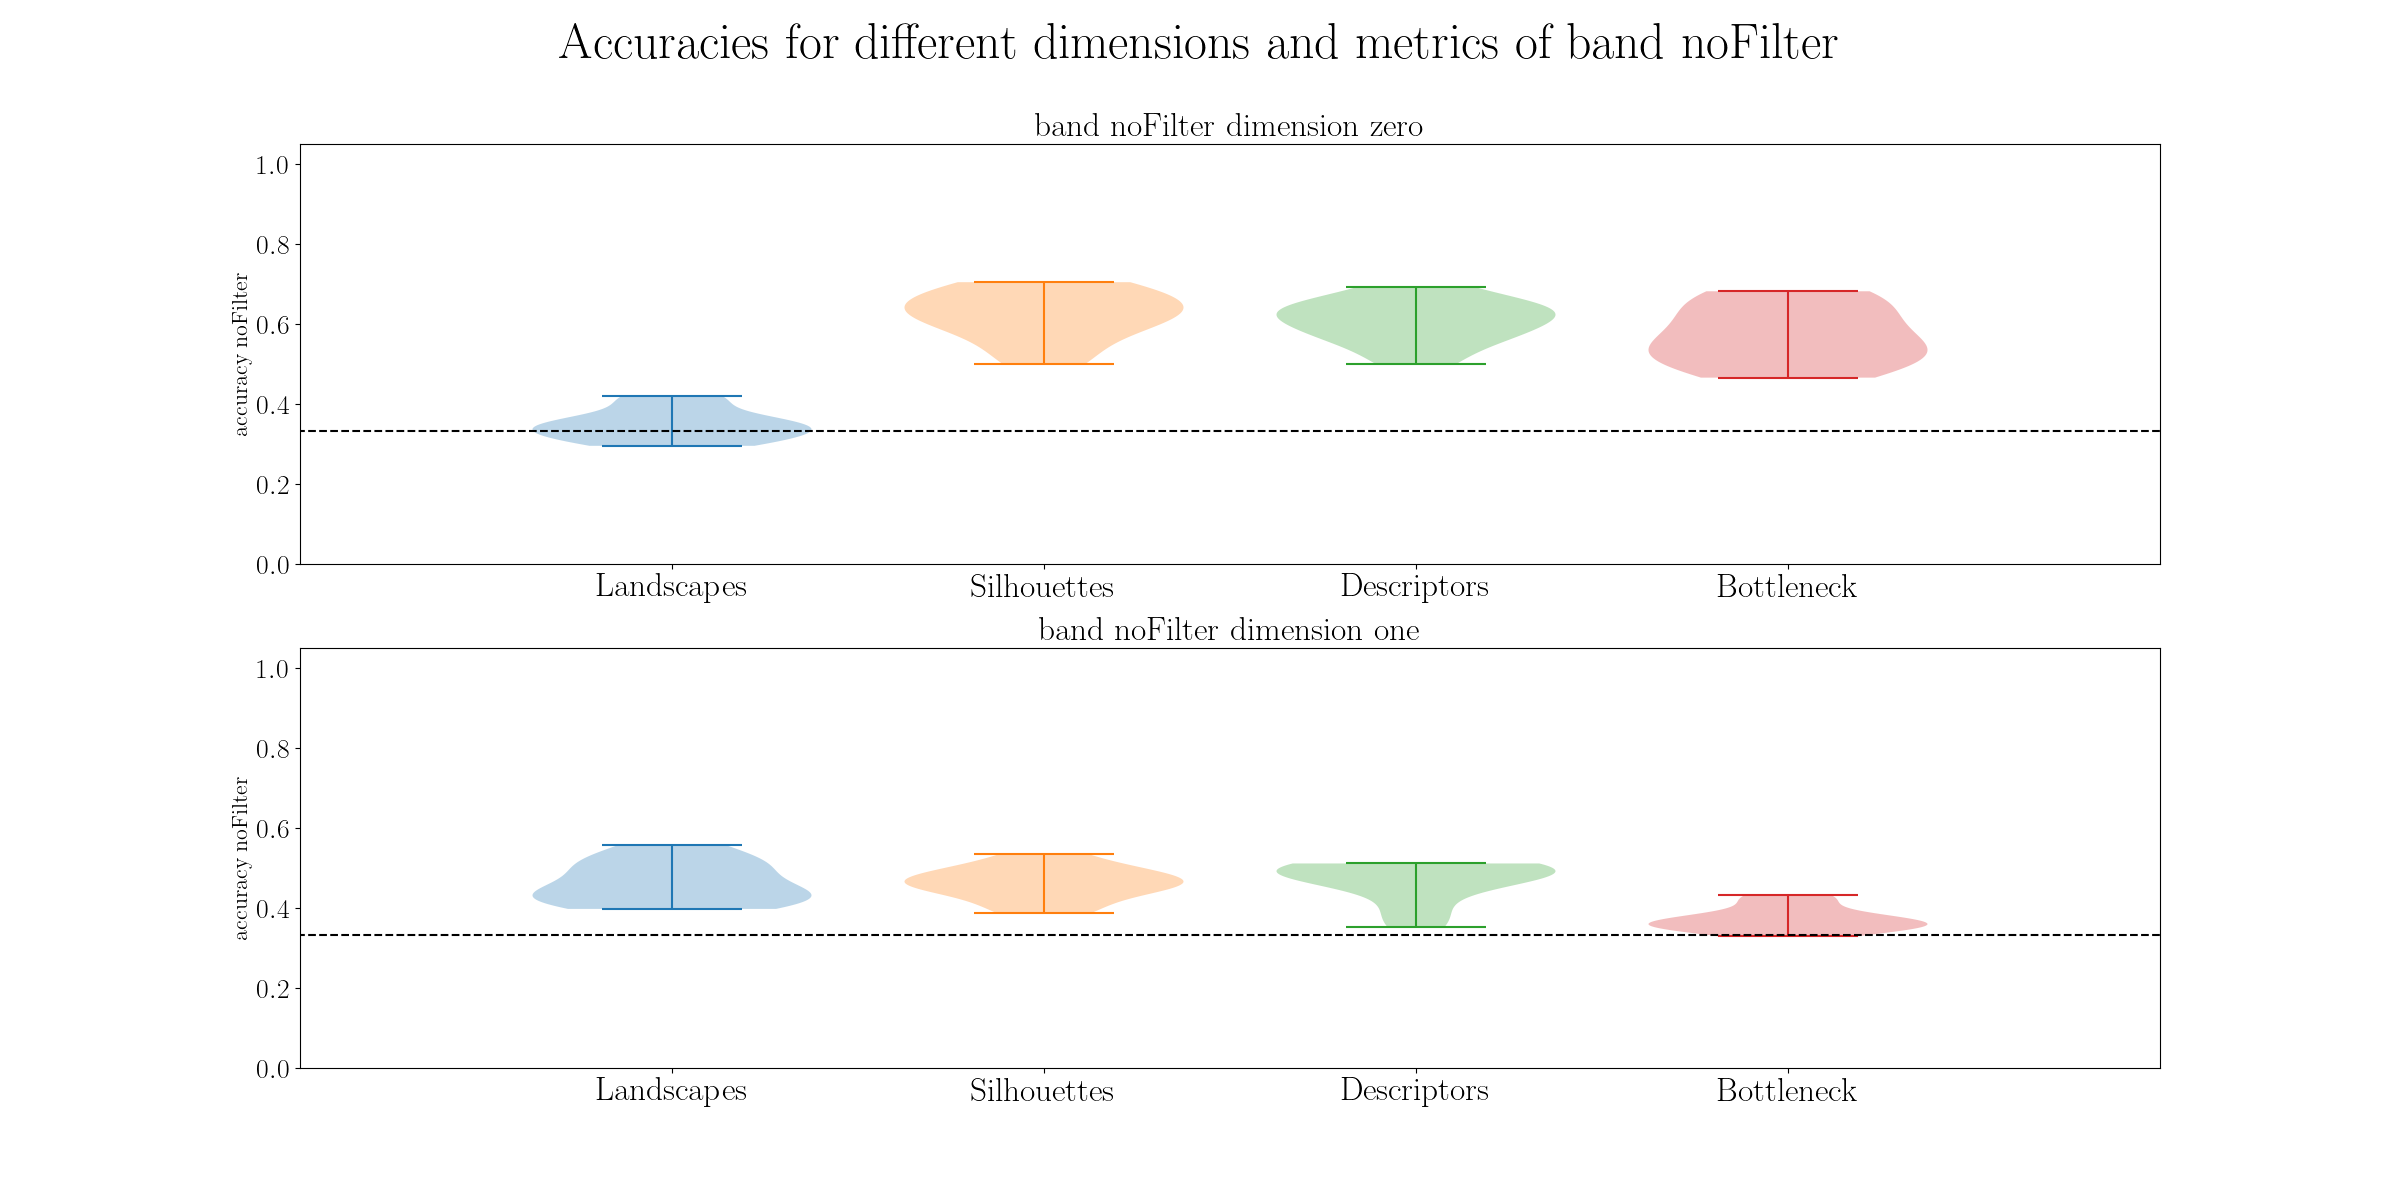 Accuracies for different dimensions and metrics of band noFilter
band noFilter dimension zero
accuracy noFilter
1.0
0.8
0.6
0.4
0.2
0.0
Landscapes Silhouettes Descriptors Bottleneck
band noFilter dimension one
accuracy noFilter
1.0
0.8
0.6
0.4
0.2
0.0
Landscapes Silhouettes Descriptors Bottleneck